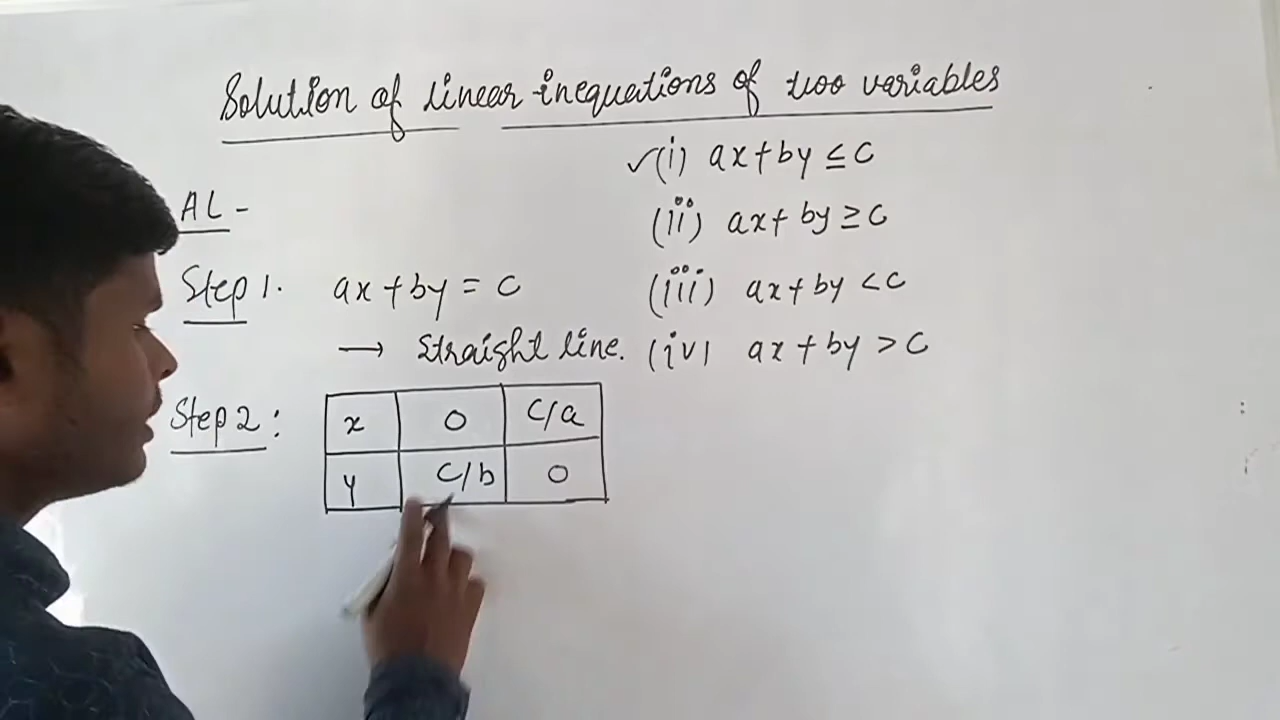 Solution of linear inequations of two variables
✓(i) ax+by ≤ c
AL -
(ii) ax+ by ≥ c
Step 1. ax+by = c
(iii) ax+by < c
→ Straight line.
(iv) ax + by > c
Step 2 :
x 0 c/a
y c/b 0